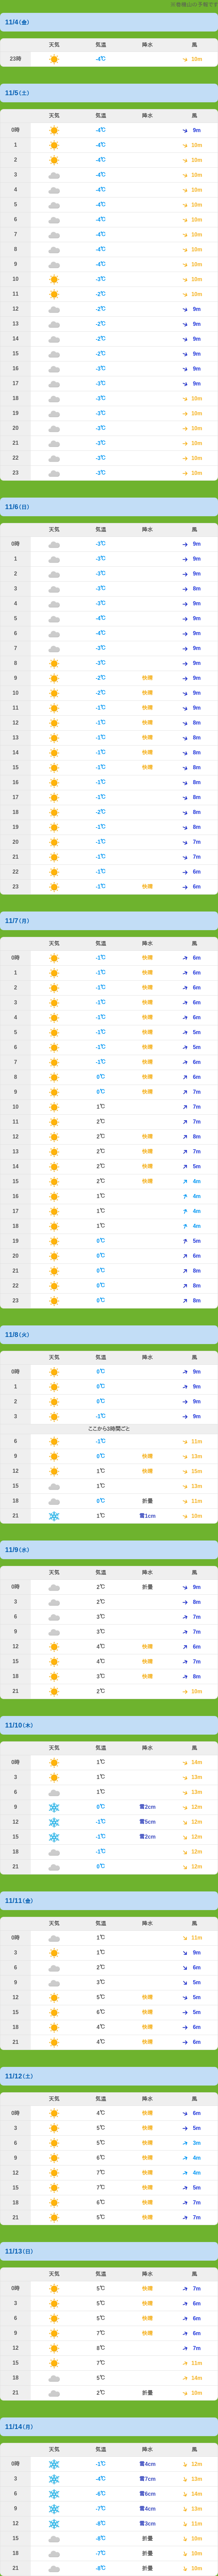 山の予報です
11/4(金)
天気 気温 降水 風
23時 -4℃ 10m
11/5(土)
天気 気温 降水 風
0時 -4℃ 9m
1 -4℃ 10m
2 -4℃ 10m
3 -4℃ 10m
4 -4℃ 10m
5 -4℃ 10m
6 -4℃ 10m
7 -4℃ 10m
8 -4℃ 10m
9 -4℃ 10m
10 -3℃ 10m
11 -2℃ 10m
12 -2℃ 9m
13 -2℃ 9m
14 -2℃ 9m
15 -2℃ 9m
16 -3℃ 9m
17 -3℃ 9m
18 -3℃ 10m
19 -3℃ 10m
20 -3℃ 10m
21 -3℃ 10m
22 -3℃ 10m
23 -3℃ 10m
11/6(日)
天気 気温 降水 風
0時 -3℃ 9m
1 -3℃ 9m
2 -3℃ 9m
3 -3℃ 8m
4 -3℃ 9m
5 -4℃ 9m
6 -4℃ 9m
7 -3℃ 9m
8 -3℃ 9m
9 -2℃ 快晴 9m
10 -2℃ 快晴 9m
11 -1℃ 快晴 9m
12 -1℃ 快晴 8m
13 -1℃ 快晴 8m
14 -1℃ 快晴 8m
15 -1℃ 快晴 8m
16 -1℃ 8m
17 -1℃ 8m
18 -2℃ 8m
19 -1℃ 8m
20 -1℃ 7m
21 -1℃ 7m
22 -1℃ 6m
23 -1℃ 快晴 6m
11/7(月)
天気 気温 降水 風
0時 -1℃ 快晴 6m
1 -1℃ 快晴 6m
2 -1℃ 快晴 6m
3 -1℃ 快晴 6m
4 -1℃ 快晴 6m
5 -1℃ 快晴 5m
6 -1℃ 快晴 5m
7 -1℃ 快晴 6m
8 0℃ 快晴 6m
9 0℃ 快晴 7m
10 1℃ 7m
11 2℃ 7m
12 2℃ 快晴 8m
13 2℃ 快晴 7m
14 2℃ 快晴 5m
15 2℃ 快晴 4m
16 1℃ 4m
17 1℃ 4m
18 1℃ 4m
19 0℃ 5m
20 0℃ 6m
21 0℃ 8m
22 0℃ 8m
23 0℃ 8m
11/8(火)
天気 気温 降水 風
0時 0℃ 9m
1 0℃ 9m
2 0℃ 9m
3 -1℃ 9m
ここから3時間ごと
6 -1℃ 11m
9 0℃ 快晴 13m
12 1℃ 快晴 15m
15 1℃ 13m
18 0℃ 折曇 11m
21 1℃ 雪1cm 10m
11/9(水)
天気 気温 降水 風
0時 2℃ 折曇 9m
3 2℃ 8m
6 3℃ 7m
9 3℃ 7m
12 4℃ 快晴 6m
15 4℃ 快晴 7m
18 3℃ 快晴 8m
21 2℃ 10m
11/10(木)
天気 気温 降水 風
0時 1℃ 14m
3 1℃ 13m
6 1℃ 15m
9 0℃ 雪2cm 12m
12 -1℃ 雪5cm 12m
15 -1℃ 雪2cm 12m
18 -1℃ 12m
21 0℃ 12m
11/11(金)
天気 気温 降水 風
0時 1℃ 11m
3 1℃ 9m
6 2℃ 6m
9 3℃ 5m
12 5℃ 快晴 5m
15 6℃ 快晴 5m
18 4℃ 快晴 6m
21 4℃ 快晴 6m
11/12(土)
天気 気温 降水 風
0時 4℃ 快晴 6m
3 5℃ 快晴 5m
6 5℃ 快晴 3m
9 6℃ 快晴 4m
12 7℃ 快晴 4m
15 7℃ 快晴 5m
18 6℃ 快晴 7m
21 5℃ 快晴 7m
11/13(日)
天気 気温 降水 風
0時 5℃ 快晴 7m
3 5℃ 快晴 6m
6 5℃ 快晴 6m
9 7℃ 快晴 6m
12 8℃ 7m
15 7℃ 11m
18 5℃ 14m
21 2℃ 折曇 10m
11/14(月)
天気 気温 降水 風
0時 -1℃ 雪4cm 12m
3 -4℃ 雪7cm 13m
6 -6℃ 雪6cm 14m
9 -7℃ 雪4cm 13m
12 -8℃ 雪3cm 11m
15 -8℃ 折曇 10m
18 -7℃ 折曇 10m
21 -8℃ 折曇 10m